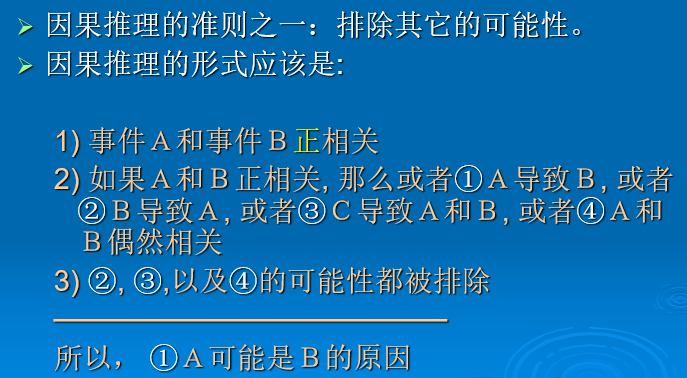 因果推理的准则之一：排除其它的可能性。
因果推理的形式应该是:
1) 事件A和事件B正相关
2) 如果A和B正相关, 那么或者①A导致B, 或者
②B导致A, 或者③C导致A和B, 或者④A和
B偶然相关
3) ②, ③,以及④的可能性都被排除
所以， ①A可能是B的原因